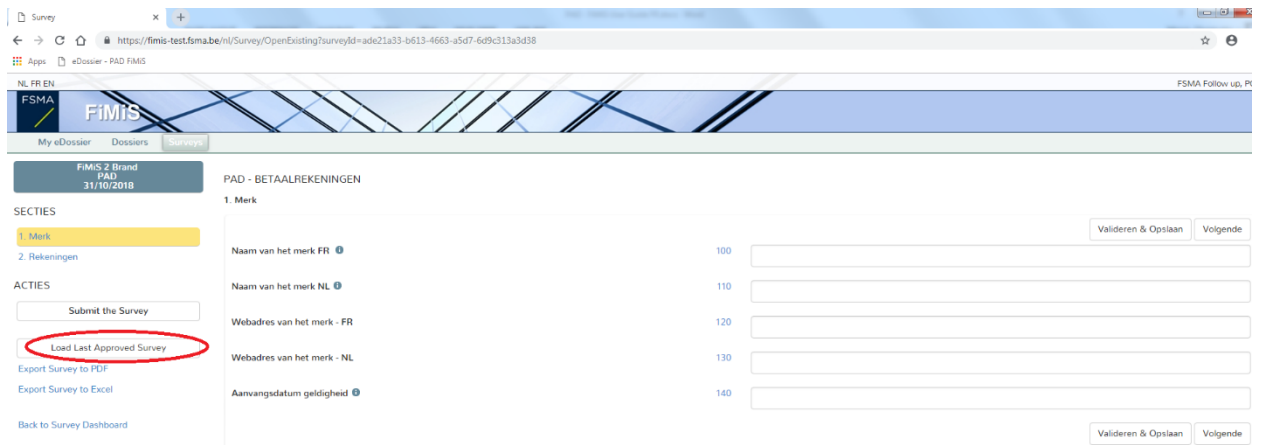 Survey
https://fimis-test.fsma.be/nl/Survey/OpenExisting?surveyId=ade21a33-b613-4663-a5d7-6d9c313a3d38
Apps eDossier - PAD FiMiS
NL FR EN FSMA Follow up, P
FSMA FiMiS
My eDossier Dossiers Surveys
FiMiS 2 Brand
PAD
31/10/2018
SECTIES
1. Merk
2. Rekeningen
ACTIES
Submit the Survey
Load Last Approved Survey
Export Survey to PDF
Export Survey to Excel
Back to Survey Dashboard
PAD - BETAALREKENINGEN
1. Merk
Valideren & Opslaan Volgende
Naam van het merk FR 100
Naam van het merk NL 110
Webadres van het merk - FR 120
Webadres van het merk - NL 130
Aanvangsdatum geldigheid 140
Valideren & Opslaan Volgende